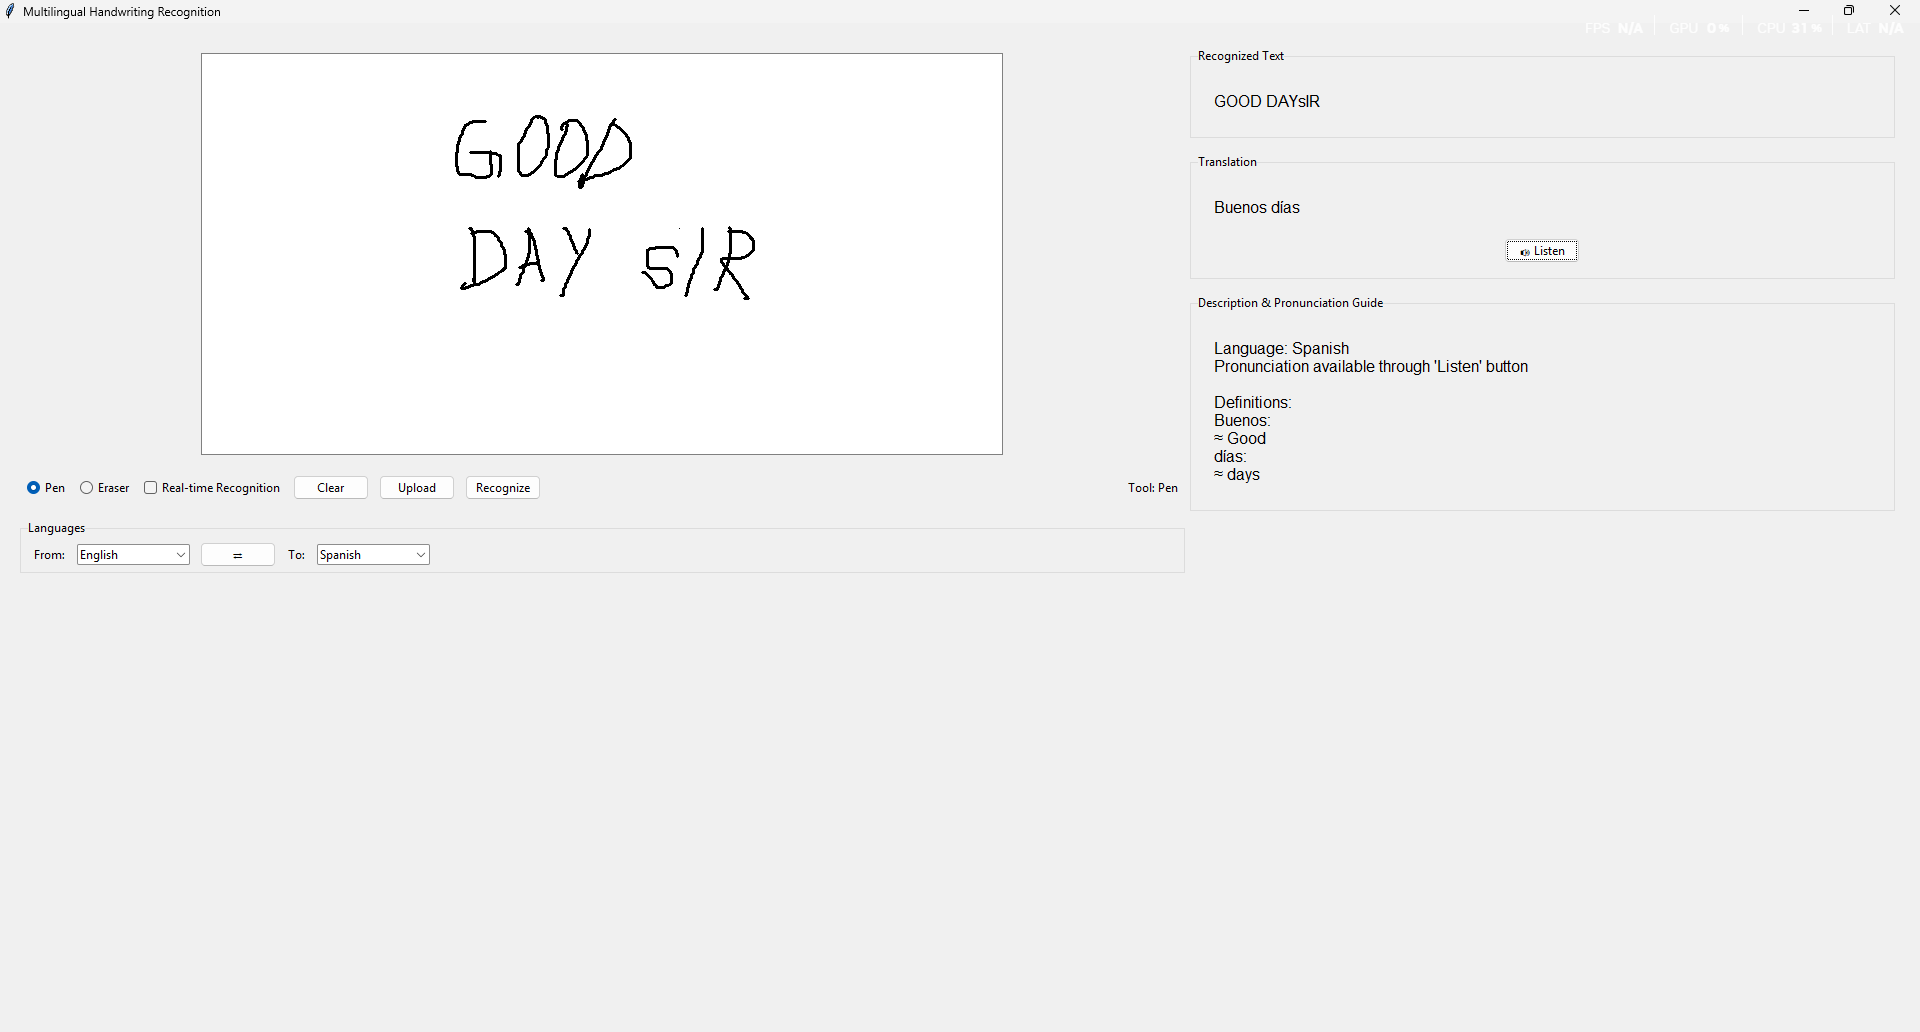 Multilingual Handwriting Recognition
FPS N/A GPU 0% CPU 31% LAT N/A
GOOD
DAY sIR
Pen Eraser Real-time Recognition Clear Upload Recognize Tool: Pen
Languages
From: English ⇌ To: Spanish
Recognized Text
GOOD DAYsIR
Translation
Buenos días
Listen
Description & Pronunciation Guide
Language: Spanish
Pronunciation available through 'Listen' button
Definitions:
Buenos:
≈ Good
días:
≈ days